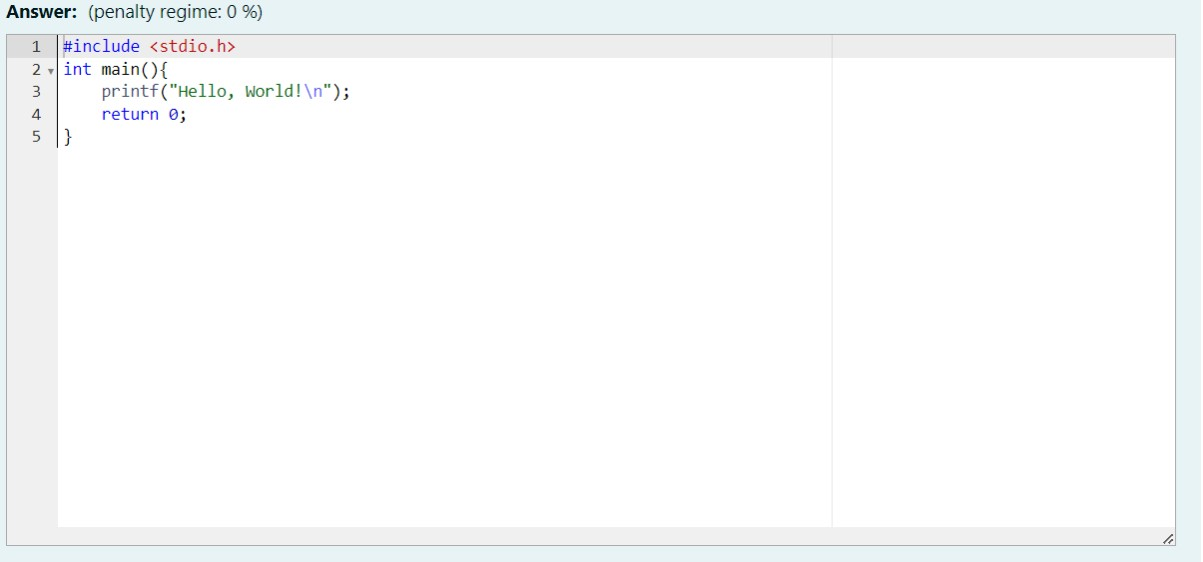 Answer: (penalty regime: 0 %)
1 #include <stdio.h>
2 int main(){
3     printf("Hello, World!\n");
4     return 0;
5 }